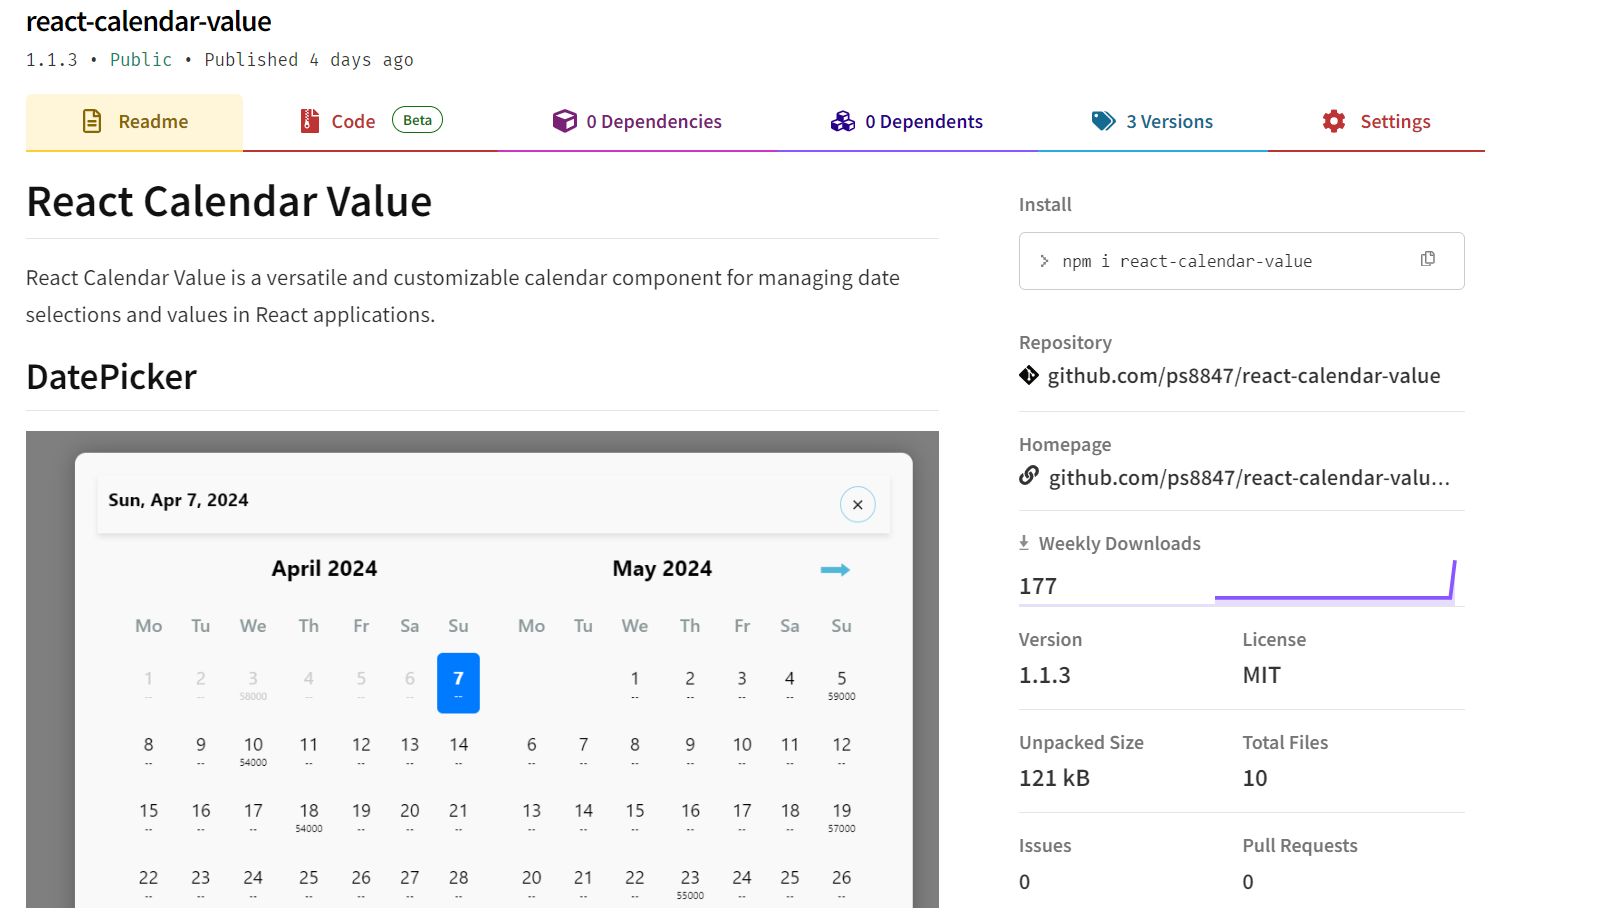 react-calendar-value
1.1.3 • Public • Published 4 days ago
Readme
Code Beta
0 Dependencies
0 Dependents
3 Versions
Settings
React Calendar Value
React Calendar Value is a versatile and customizable calendar component for managing date
selections and values in React applications.
DatePicker
Sun, Apr 7, 2024
×
April 2024
Mo Tu We Th Fr Sa Su
1 2 3 4 5 6 7
-- -- 58000 -- -- -- --
8 9 10 11 12 13 14
-- -- 54000 -- -- -- --
15 16 17 18 19 20 21
-- -- -- 54000 -- -- --
22 23 24 25 26 27 28
-- -- -- -- -- -- --
May 2024
Mo Tu We Th Fr Sa Su
1 2 3 4 5
-- -- -- -- 59000
6 7 8 9 10 11 12
-- -- -- -- -- -- --
13 14 15 16 17 18 19
-- -- -- -- -- -- 57000
20 21 22 23 24 25 26
-- -- -- 55000 -- -- --
Install
> npm i react-calendar-value
Repository
github.com/ps8847/react-calendar-value
Homepage
github.com/ps8847/react-calendar-valu...
Weekly Downloads
177
Version License
1.1.3 MIT
Unpacked Size Total Files
121 kB 10
Issues Pull Requests
0 0